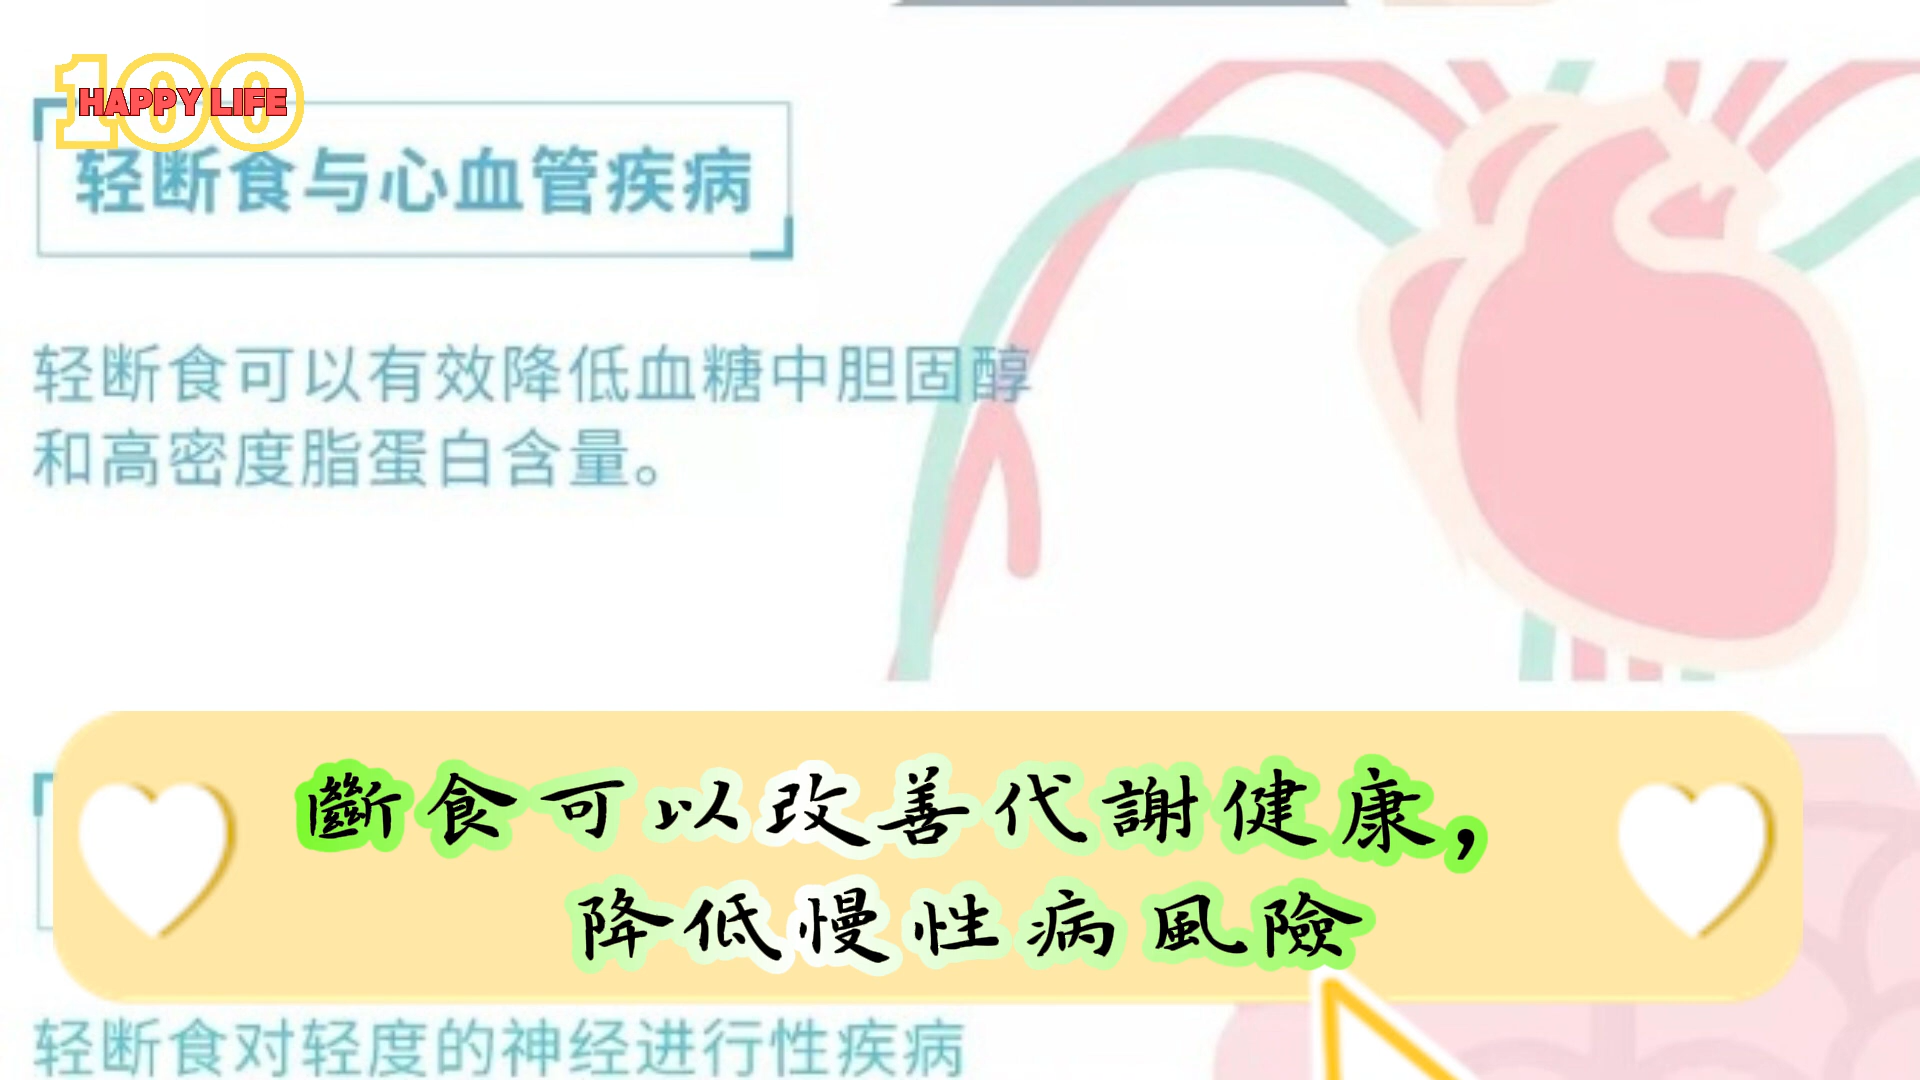 100
HAPPY LIFE
轻断食与心血管疾病
轻断食可以有效降低血糖中胆固醇
和高密度脂蛋白含量。
斷食可以改善代謝健康,
降低慢性病風險
轻断食对轻度的神经进行性疾病